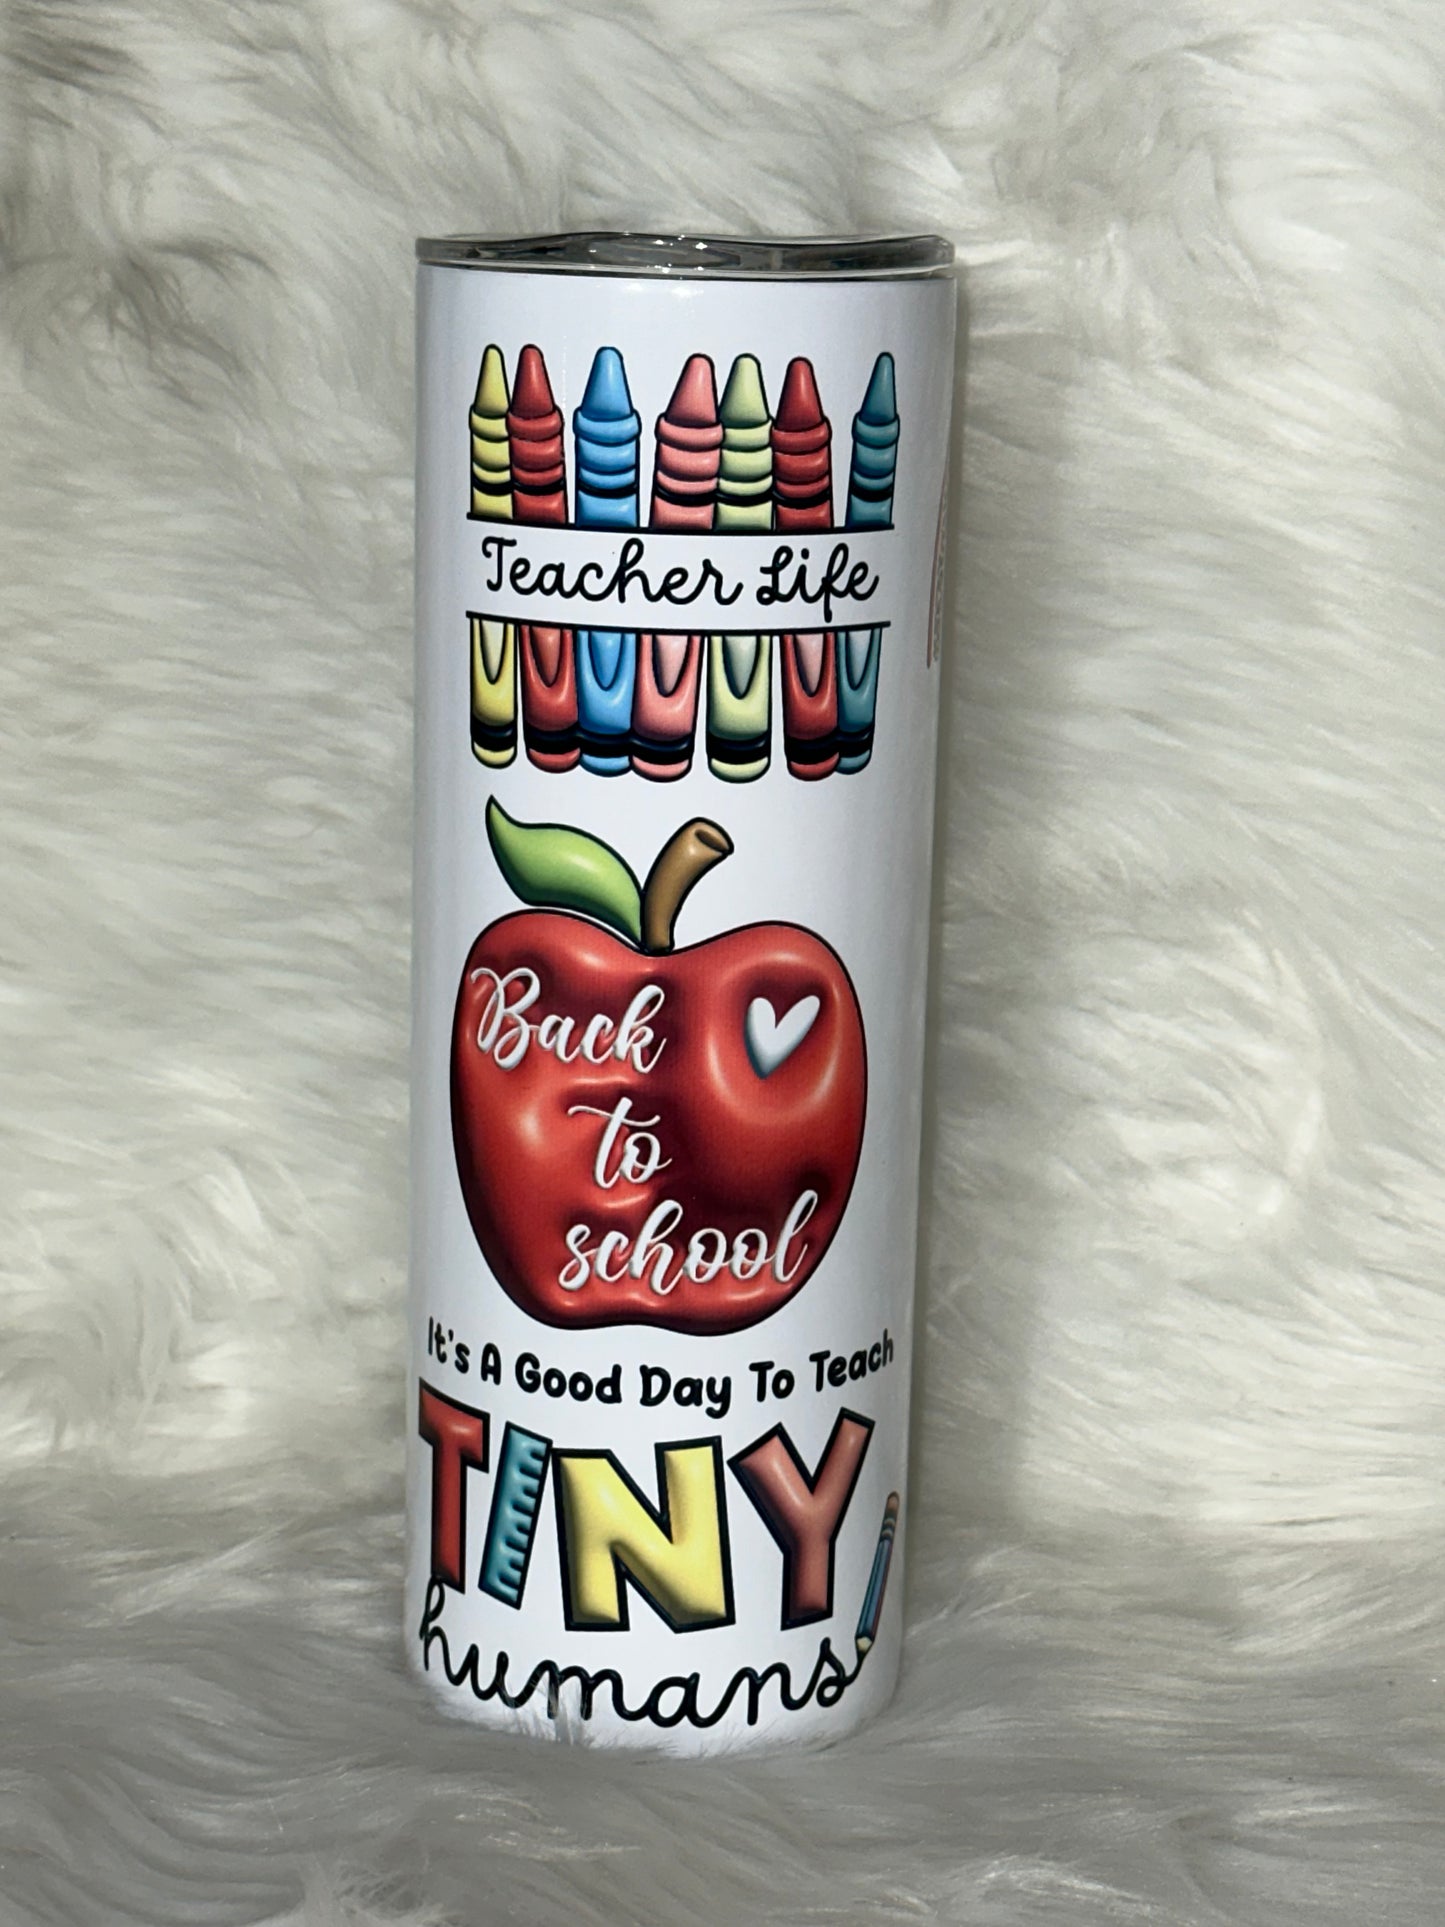 Teacher Life
Back
to
school
It's A Good Day To Teach
TINY
humans